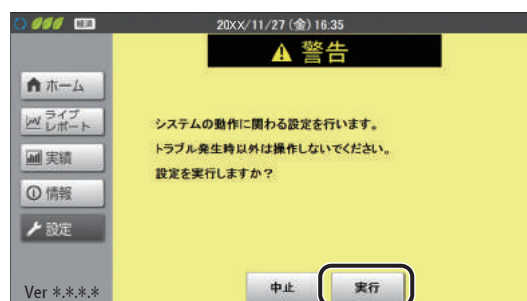 経済
20XX/11/27(金)16:35
警告
ホーム
ライブ
レポート
実績
情報
設定
システムの動作に関わる設定を行います。
トラブル発生時以外は操作しないでください。
設定を実行しますか？
中止
実行
Ver *.*.*.*